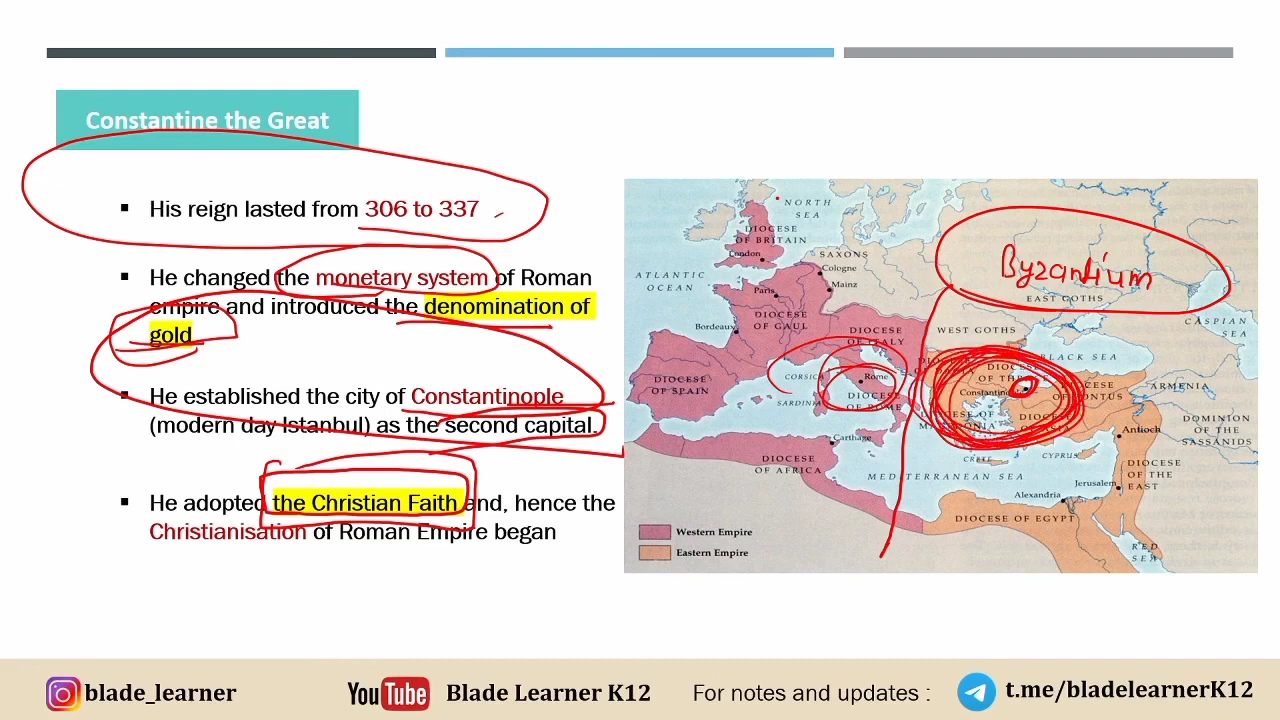 Constantine the Great
▪ His reign lasted from 306 to 337
▪ He changed the monetary system of Roman
empire and introduced the denomination of
gold
▪ He established the city of Constantinople
(modern day Istanbul) as the second capital.
▪ He adopted the Christian Faith and, hence the
Christianisation of Roman Empire began
NORTH
SEA
DIOCESE
OF BRITAIN
London
SAXONS
Cologne
Mainz
ATLANTIC
OCEAN
Paris
DIOCESE
OF GAUL
Bordeaux
DIOCESE
OF ITALY
DIOCESE
OF SPAIN
CORSICA
SARDINIA
Rome
DIOCESE
OF ROME
Carthage
DIOCESE
OF AFRICA
Byzantium
EAST GOTHS
WEST GOTHS
CASPIAN
SEA
BLACK SEA
ARMENIA
DOMINION
OF THE
SASSANIDS
Antioch
CRETE
CYPRUS
MEDITERRANEAN SEA
DIOCESE
OF THE
EAST
Jerusalem
Alexandria
DIOCESE OF EGYPT
RED
SEA
Western Empire
Eastern Empire
blade_learner
YouTube Blade Learner K12
For notes and updates :
t.me/bladelearnerK12